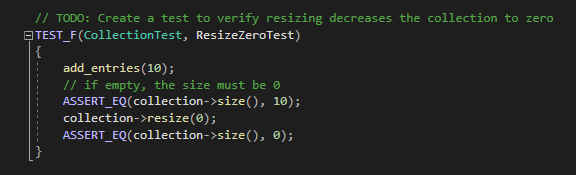 // TODO: Create a test to verify resizing decreases the collection to zero
TEST_F(CollectionTest, ResizeZeroTest)
{
    add_entries(10);
    // if empty, the size must be 0
    ASSERT_EQ(collection->size(), 10);
    collection->resize(0);
    ASSERT_EQ(collection->size(), 0);
}